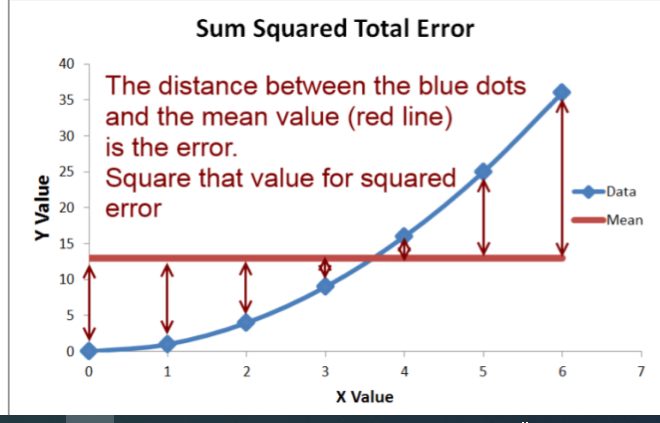 Sum Squared Total Error
40
35
30
25
20
15
10
5
0
Y Value
The distance between the blue dots
and the mean value (red line)
is the error.
Square that value for squared
error
Data
Mean
0 1 2 3 4 5 6 7
X Value